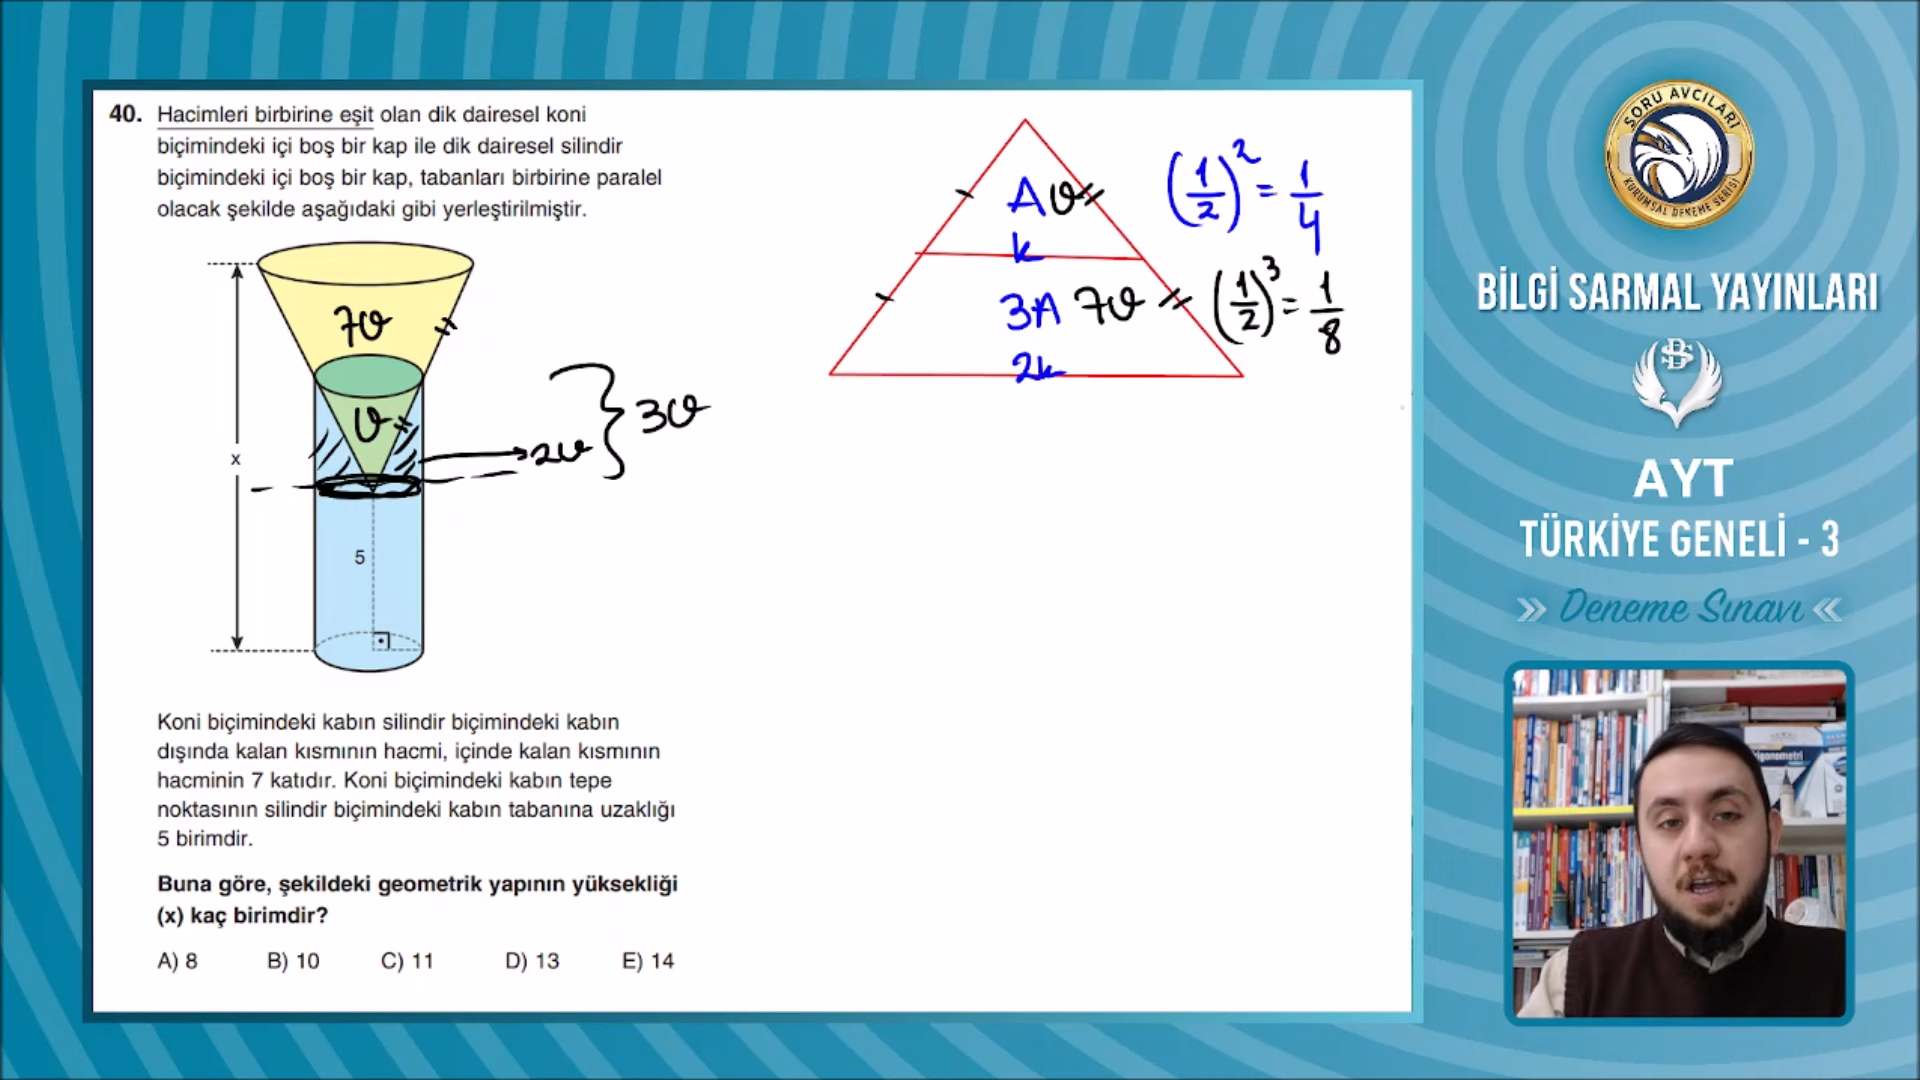 40. Hacimleri birbirine eşit olan dik dairesel koni
biçimindeki içi boş bir kap ile dik dairesel silindir
biçimindeki içi boş bir kap, tabanları birbirine paralel
olacak şekilde aşağıdaki gibi yerleştirilmiştir.
7v
v
x
5
2v
3v
A v
k
3A 7v
2k
(1/2)^2 = 1/4
(1/2)^3 = 1/8
Koni biçimindeki kabın silindir biçimindeki kabın
dışında kalan kısmının hacmi, içinde kalan kısmının
hacminin 7 katıdır. Koni biçimindeki kabın tepe
noktasının silindir biçimindeki kabın tabanına uzaklığı
5 birimdir.
Buna göre, şekildeki geometrik yapının yüksekliği
(x) kaç birimdir?
A) 8 B) 10 C) 11 D) 13 E) 14
SORU AVCILARI
KURUMSAL DENEME SERİSİ
BİLGİ SARMAL YAYINLARI
BS
AYT
TÜRKİYE GENELİ - 3
Deneme Sınavı